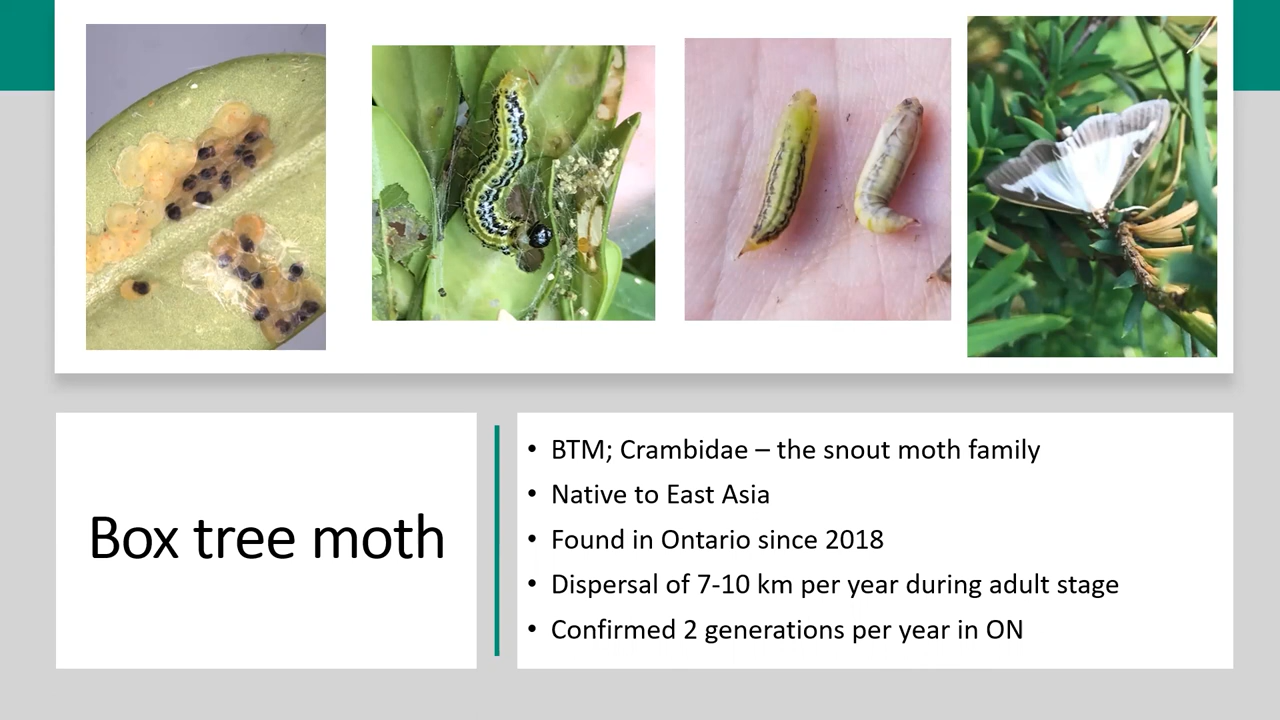 Box tree moth
• BTM; Crambidae – the snout moth family
• Native to East Asia
• Found in Ontario since 2018
• Dispersal of 7-10 km per year during adult stage
• Confirmed 2 generations per year in ON